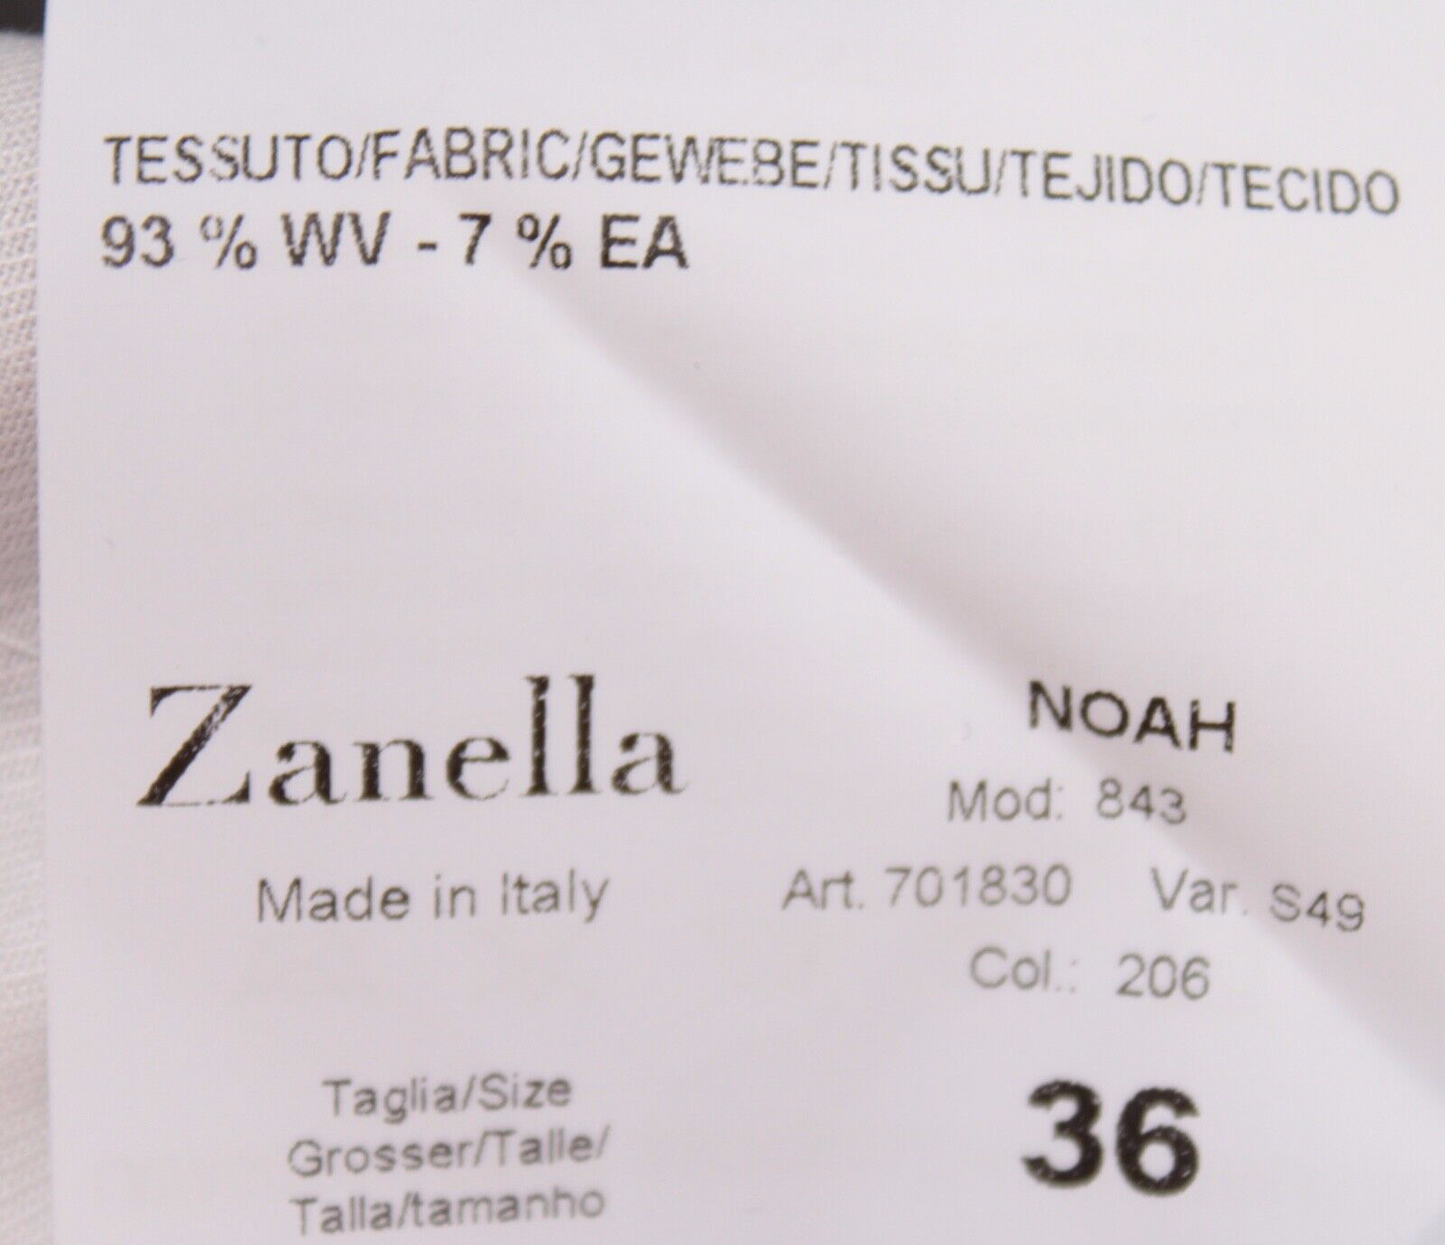 TESSUTO/FABRIC/GEWEBE/TISSU/TEJIDO/TECIDO
93 % WV - 7 % EA
Zanella
Made in Italy
NOAH
Mod: 843
Art. 701830 Var. S49
Col.: 206
Taglia/Size
Grosser/Talle/
Talla/tamanho
36